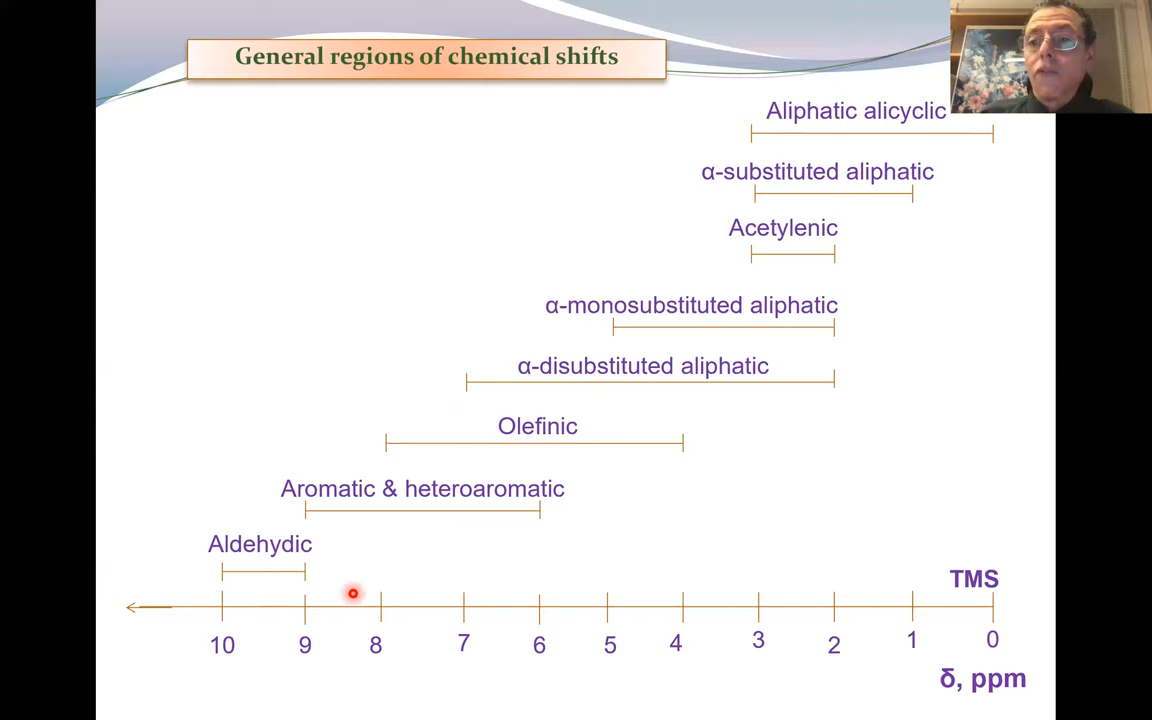 General regions of chemical shifts
Aliphatic alicyclic
α-substituted aliphatic
Acetylenic
α-monosubstituted aliphatic
α-disubstituted aliphatic
Olefinic
Aromatic & heteroaromatic
Aldehydic
TMS
10 9 8 7 6 5 4 3 2 1 0
δ, ppm